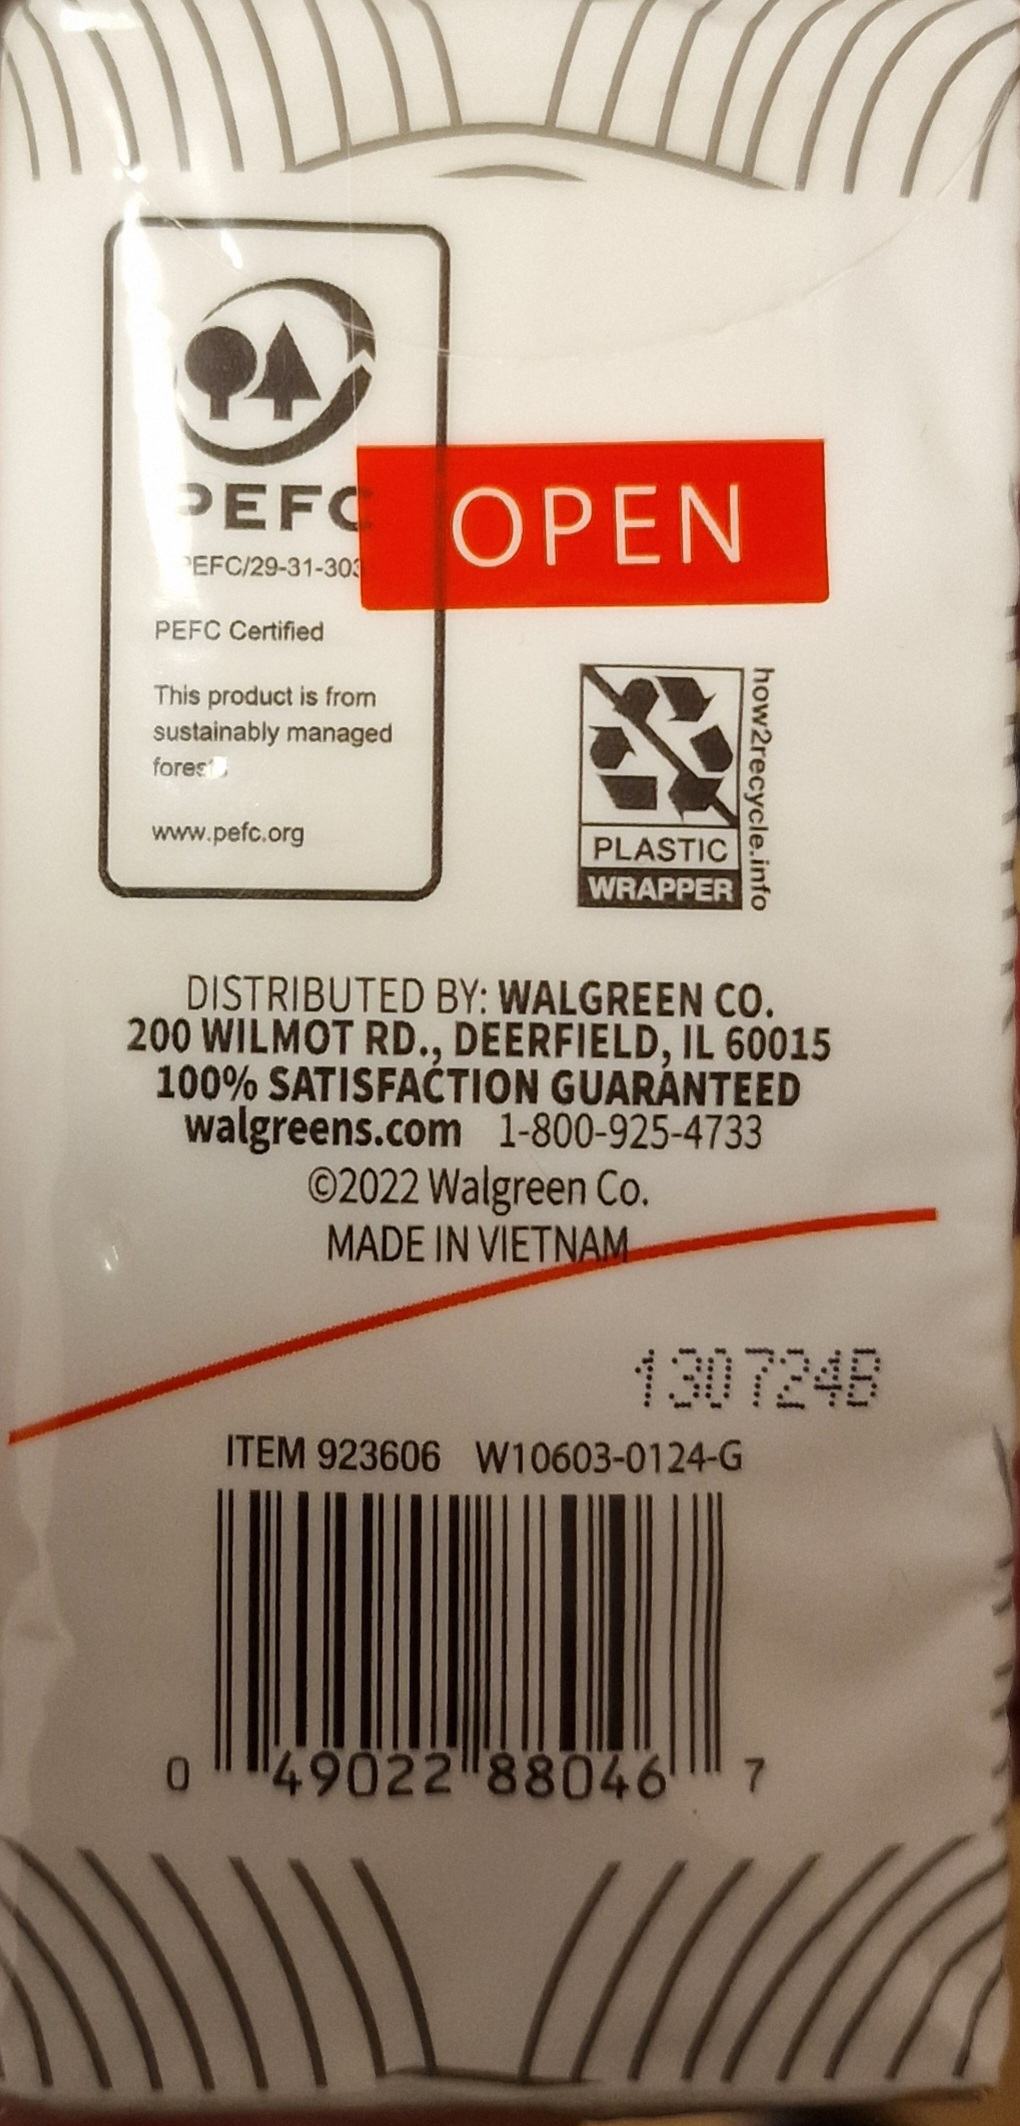 PEFC
PEFC/29-31-303
OPEN
PEFC Certified
This product is from
sustainably managed
forests
www.pefc.org
how2recycle.info
PLASTIC
WRAPPER
DISTRIBUTED BY: WALGREEN CO.
200 WILMOT RD., DEERFIELD, IL 60015
100% SATISFACTION GUARANTEED
walgreens.com 1-800-925-4733
©2022 Walgreen Co.
MADE IN VIETNAM
130724B
ITEM 923606 W10603-0124-G
0 49022 88046 7